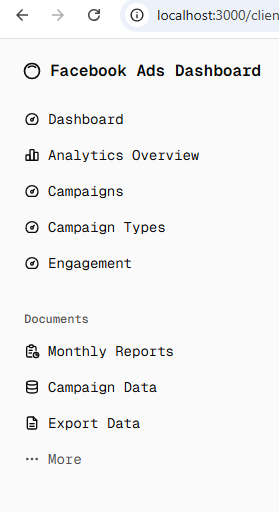 localhost:3000/clien
Facebook Ads Dashboard
Dashboard
Analytics Overview
Campaigns
Campaign Types
Engagement
Documents
Monthly Reports
Campaign Data
Export Data
More